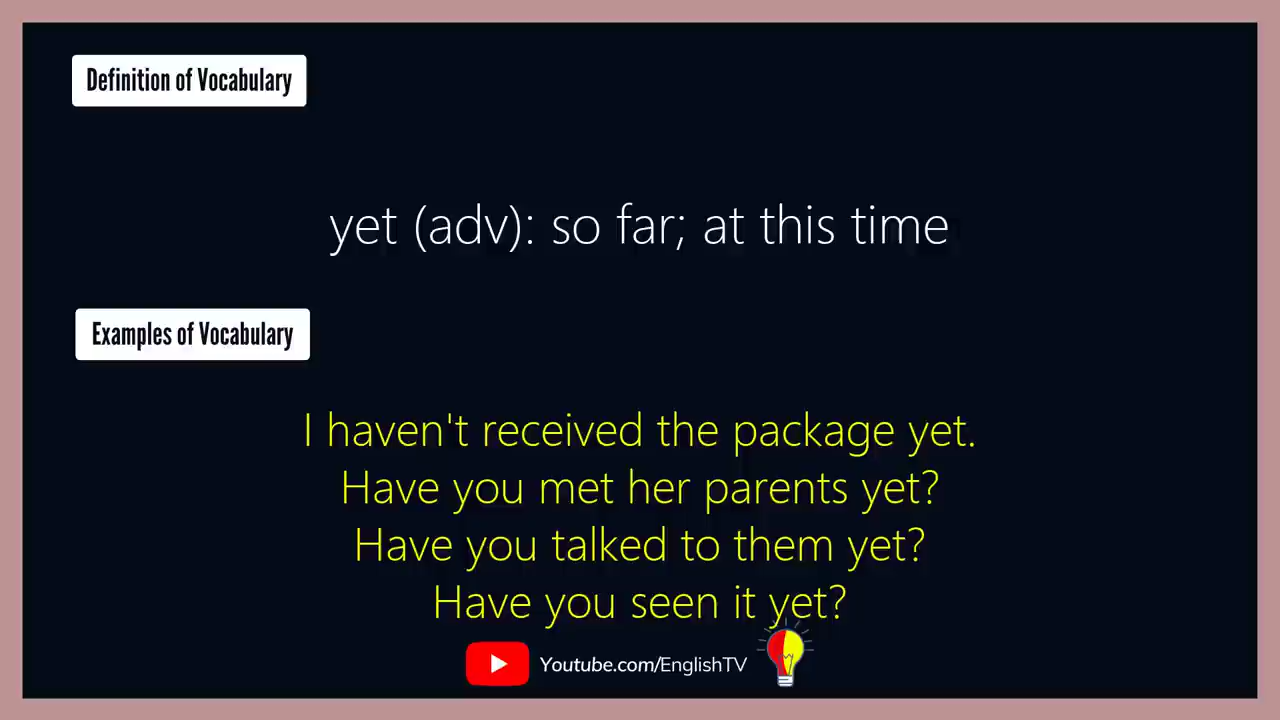 Definition of Vocabulary
yet (adv): so far; at this time
Examples of Vocabulary
I haven't received the package yet.
Have you met her parents yet?
Have you talked to them yet?
Have you seen it yet?
Youtube.com/EnglishTV